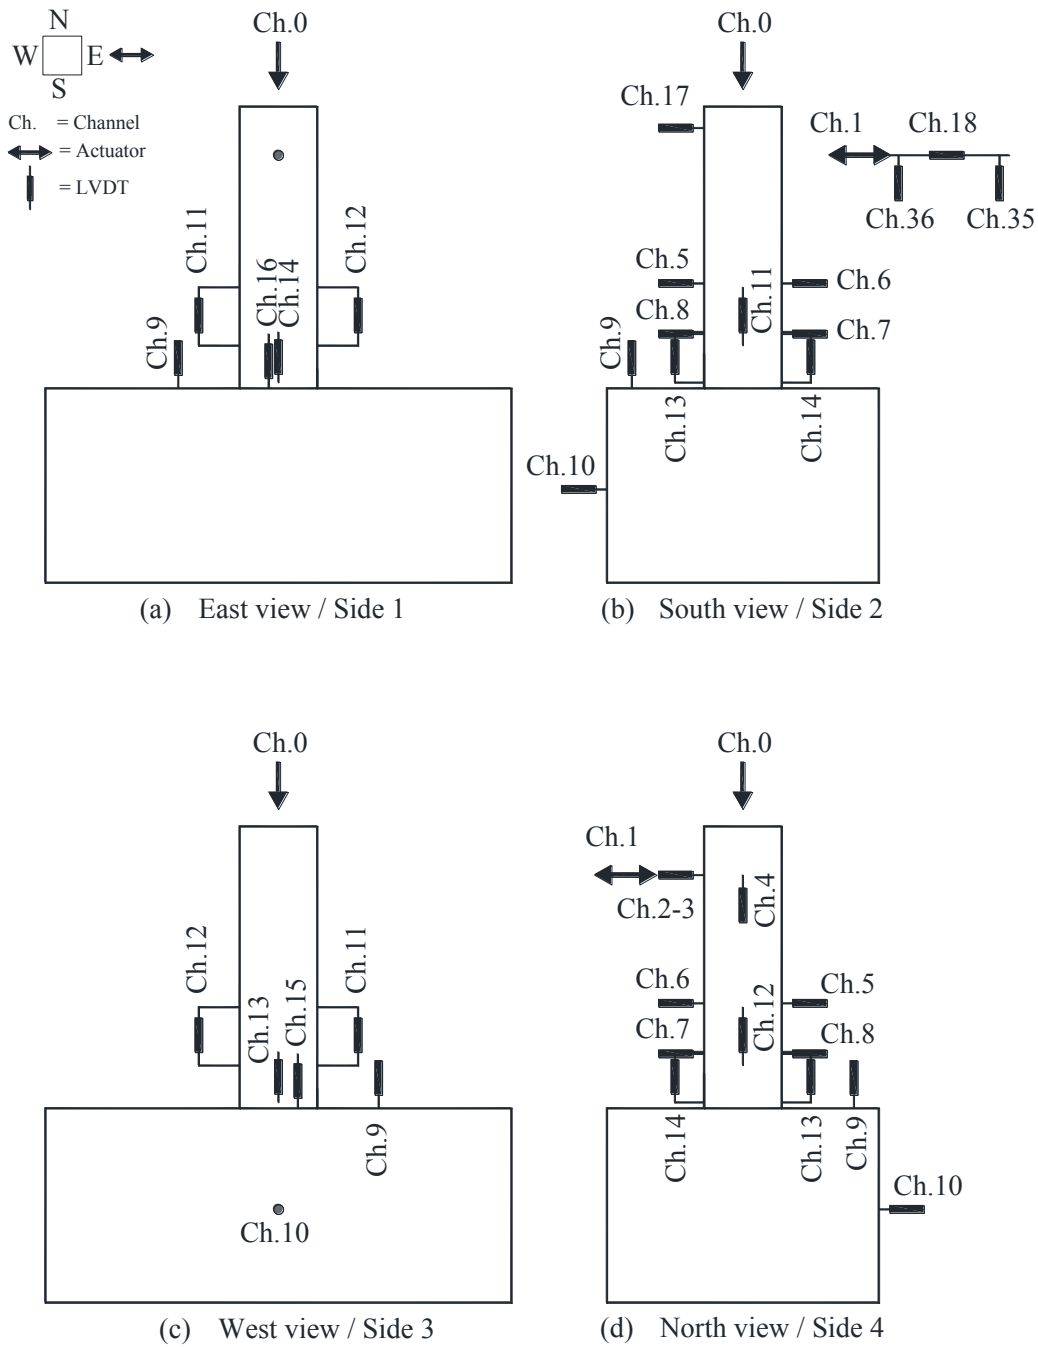 N
W E
S
Ch. = Channel
= Actuator
= LVDT
Ch.0
Ch.11
Ch.12
Ch.16
Ch.14
Ch.9
(a) East view / Side 1
Ch.0
Ch.17
Ch.1
Ch.18
Ch.36
Ch.35
Ch.5
Ch.6
Ch.11
Ch.8
Ch.7
Ch.9
Ch.13
Ch.14
Ch.10
(b) South view / Side 2
Ch.0
Ch.12
Ch.11
Ch.13
Ch.15
Ch.9
Ch.10
(c) West view / Side 3
Ch.0
Ch.1
Ch.2-3
Ch.4
Ch.6
Ch.5
Ch.12
Ch.7
Ch.8
Ch.14
Ch.13
Ch.9
Ch.10
(d) North view / Side 4